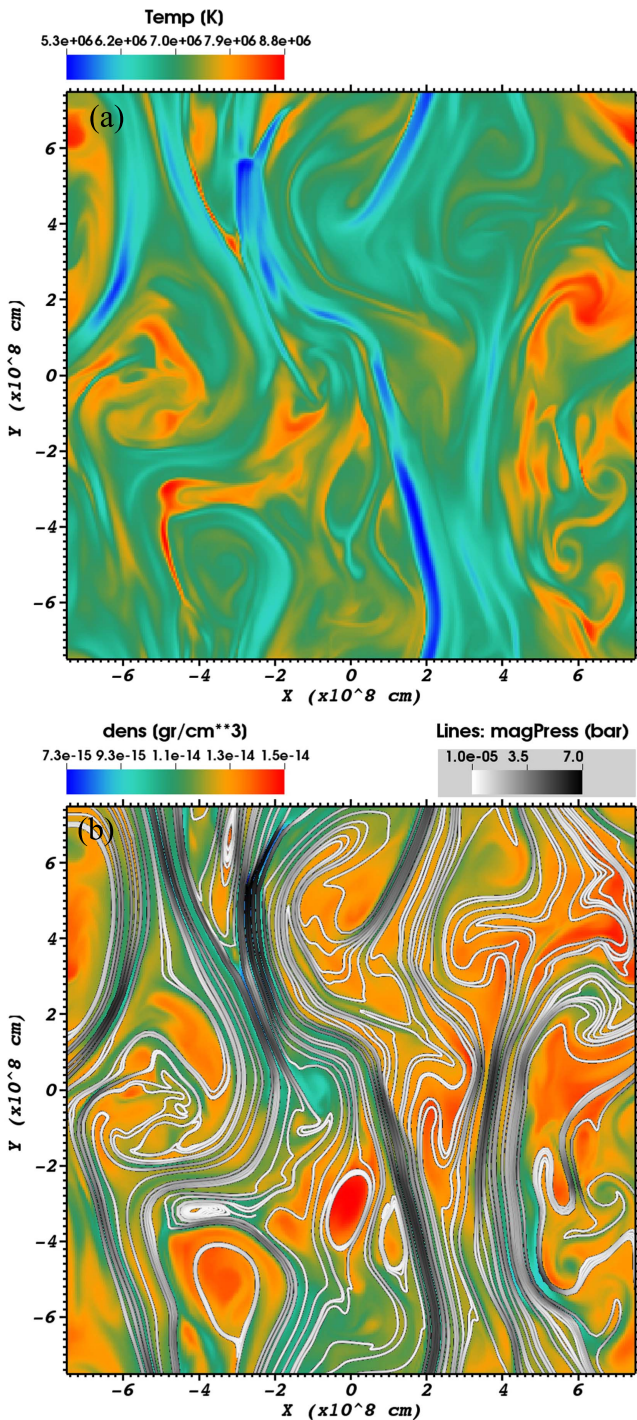 Temp [K]
5.3e+06 6.2e+06 7.0e+06 7.9e+06 8.8e+06
(a)
6
4
2
0
-2
-4
-6
Y (x10^8 cm)
-6 -4 -2 0 2 4 6
X (x10^8 cm)
dens [gr/cm**3] Lines: magPress (bar)
7.3e-15 9.3e-15 1.1e-14 1.3e-14 1.5e-14 1.0e-05 3.5 7.0
(b)
6
4
2
0
-2
-4
-6
Y (x10^8 cm)
-6 -4 -2 0 2 4 6
X (x10^8 cm)